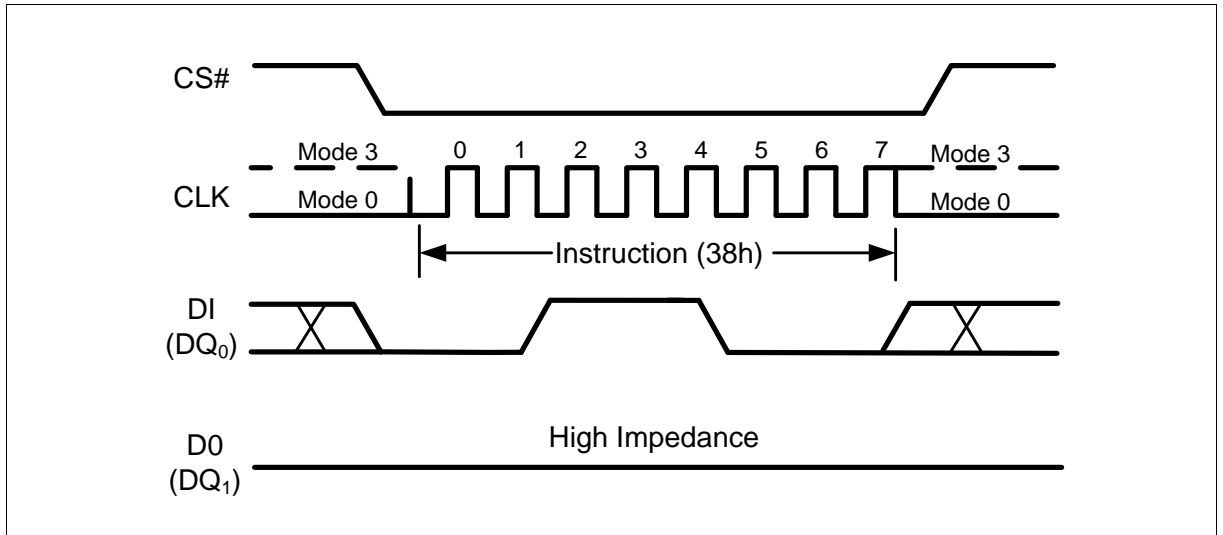 CS#
Mode 3 0 1 2 3 4 5 6 7 Mode 3
CLK Mode 0 Mode 0
Instruction (38h)
DI
(DQ0)
High Impedance
D0
(DQ1)